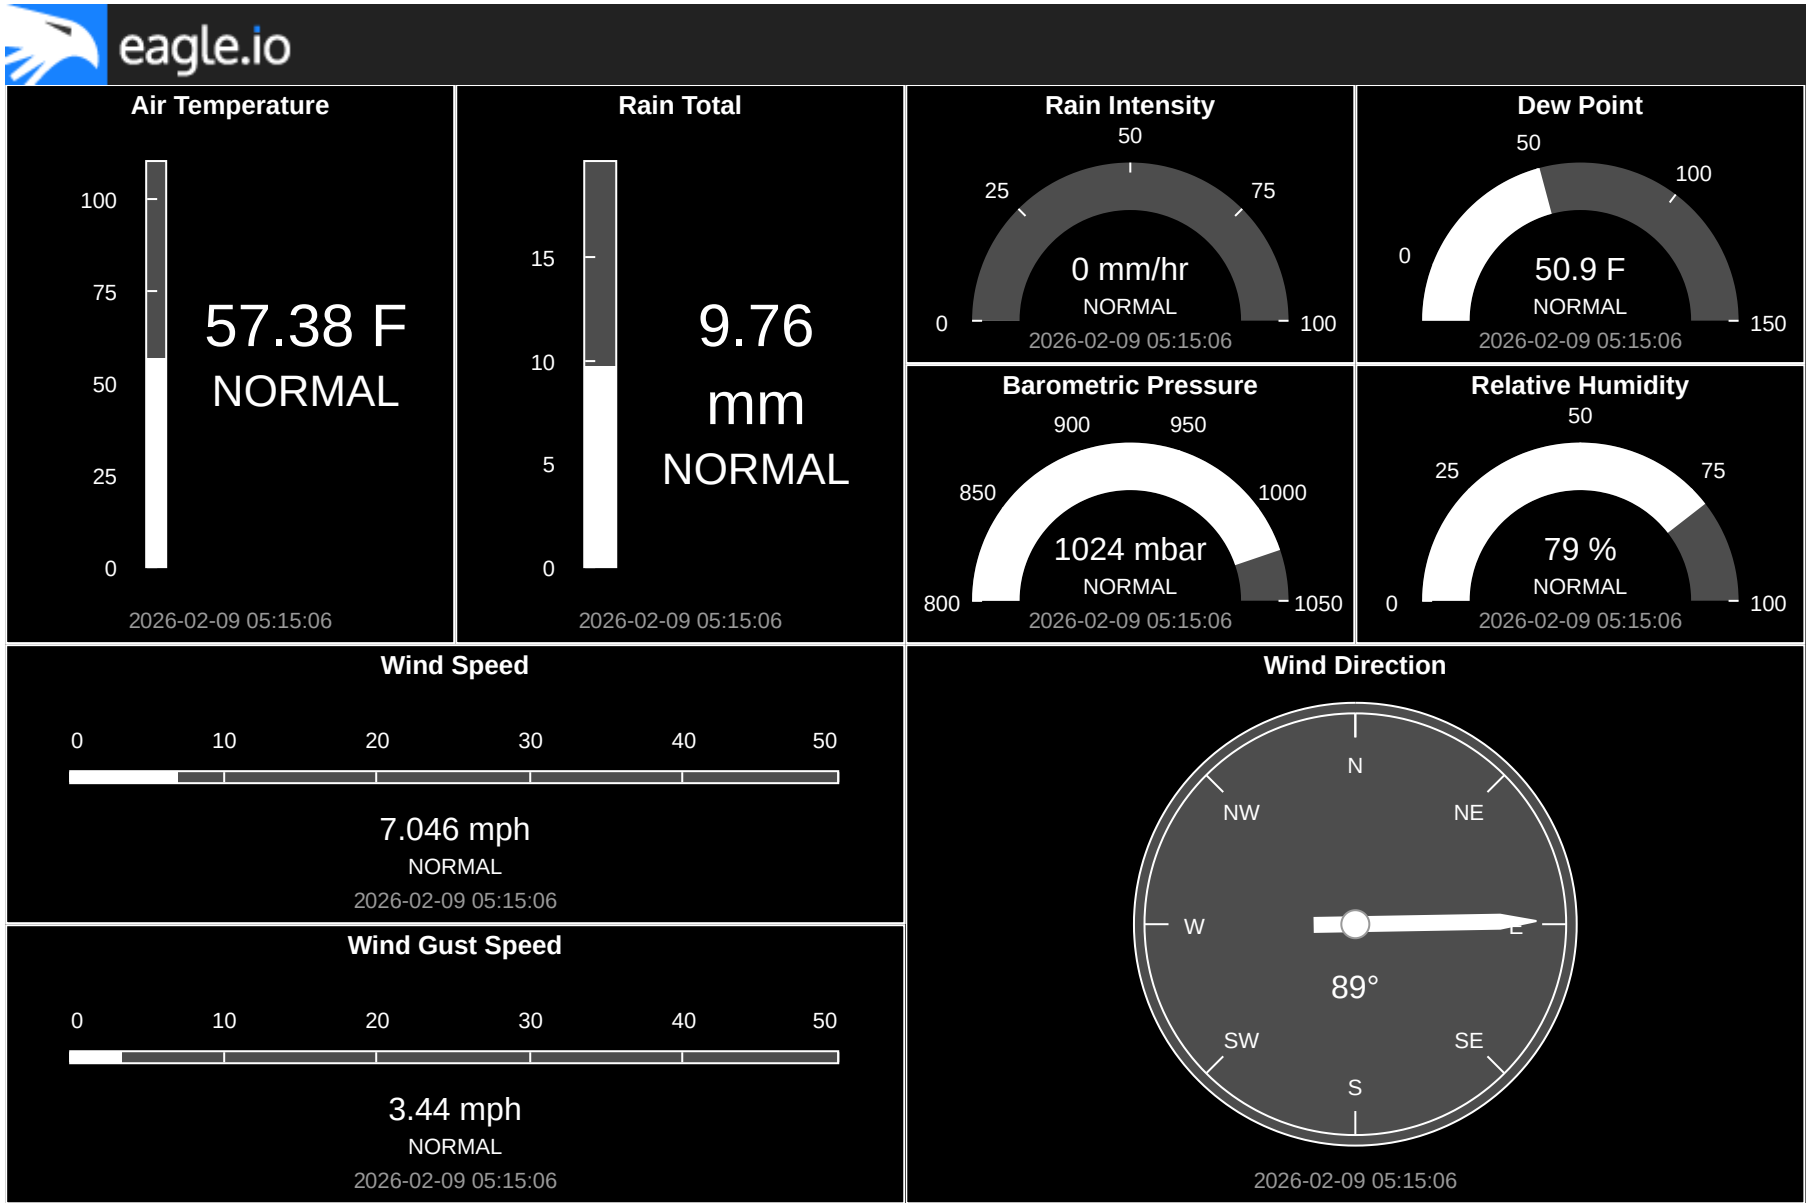 eagle.io
Air Temperature
100
75
50
25
0
57.38 F
NORMAL
2026-02-09 05:15:06
Rain Total
15
10
5
0
9.76
mm
NORMAL
2026-02-09 05:15:06
Rain Intensity
0
25
50
75
100
0 mm/hr
NORMAL
2026-02-09 05:15:06
Dew Point
0
50
100
150
50.9 F
NORMAL
2026-02-09 05:15:06
Barometric Pressure
800
850
900
950
1000
1050
1024 mbar
NORMAL
2026-02-09 05:15:06
Relative Humidity
0
25
50
75
100
79 %
NORMAL
2026-02-09 05:15:06
Wind Speed
0 10 20 30 40 50
7.046 mph
NORMAL
2026-02-09 05:15:06
Wind Gust Speed
0 10 20 30 40 50
3.44 mph
NORMAL
2026-02-09 05:15:06
Wind Direction
N
NW NE
W E
89°
SW SE
S
2026-02-09 05:15:06